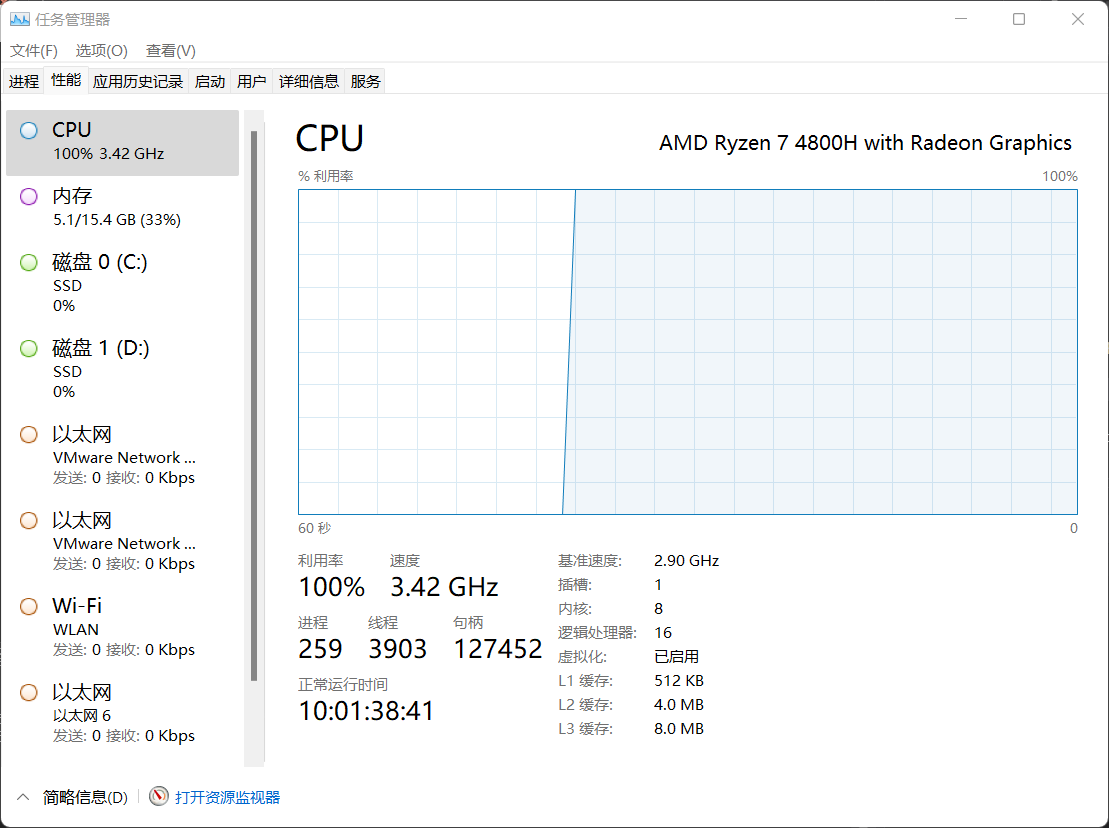 任务管理器
文件(F) 选项(O) 查看(V)
进程 性能 应用历史记录 启动 用户 详细信息 服务
CPU
100% 3.42 GHz
内存
5.1/15.4 GB (33%)
磁盘 0 (C:)
SSD
0%
磁盘 1 (D:)
SSD
0%
以太网
VMware Network ...
发送: 0 接收: 0 Kbps
以太网
VMware Network ...
发送: 0 接收: 0 Kbps
Wi-Fi
WLAN
发送: 0 接收: 0 Kbps
以太网
以太网 6
发送: 0 接收: 0 Kbps
CPU
AMD Ryzen 7 4800H with Radeon Graphics
% 利用率 100%
60 秒 0
利用率 速度
100% 3.42 GHz
进程 线程 句柄
259 3903 127452
正常运行时间
10:01:38:41
基准速度: 2.90 GHz
插槽: 1
内核: 8
逻辑处理器: 16
虚拟化: 已启用
L1 缓存: 512 KB
L2 缓存: 4.0 MB
L3 缓存: 8.0 MB
简略信息(D) 打开资源监视器